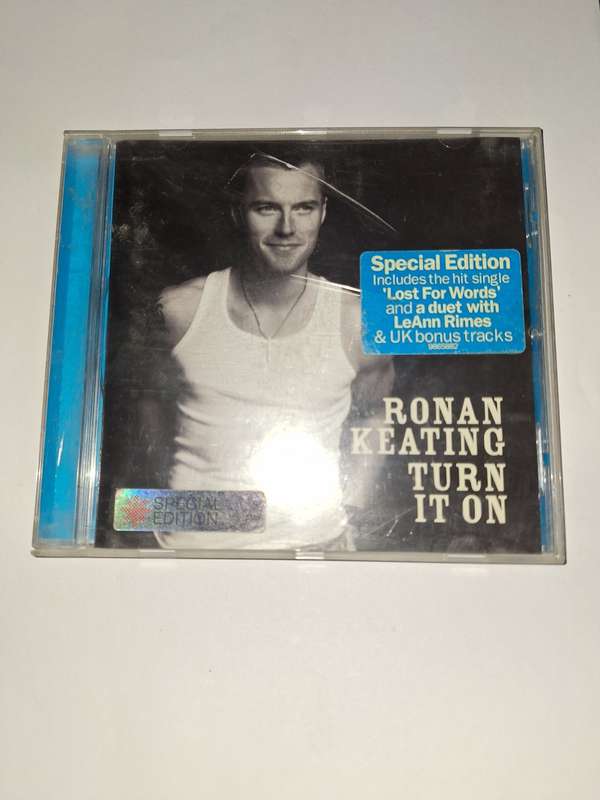 Special Edition
Includes the hit single
'Lost For Words'
and a duet with
LeAnn Rimes
& UK bonus tracks
9865882
RONAN
KEATING
TURN
IT ON
SPECIAL
EDITION